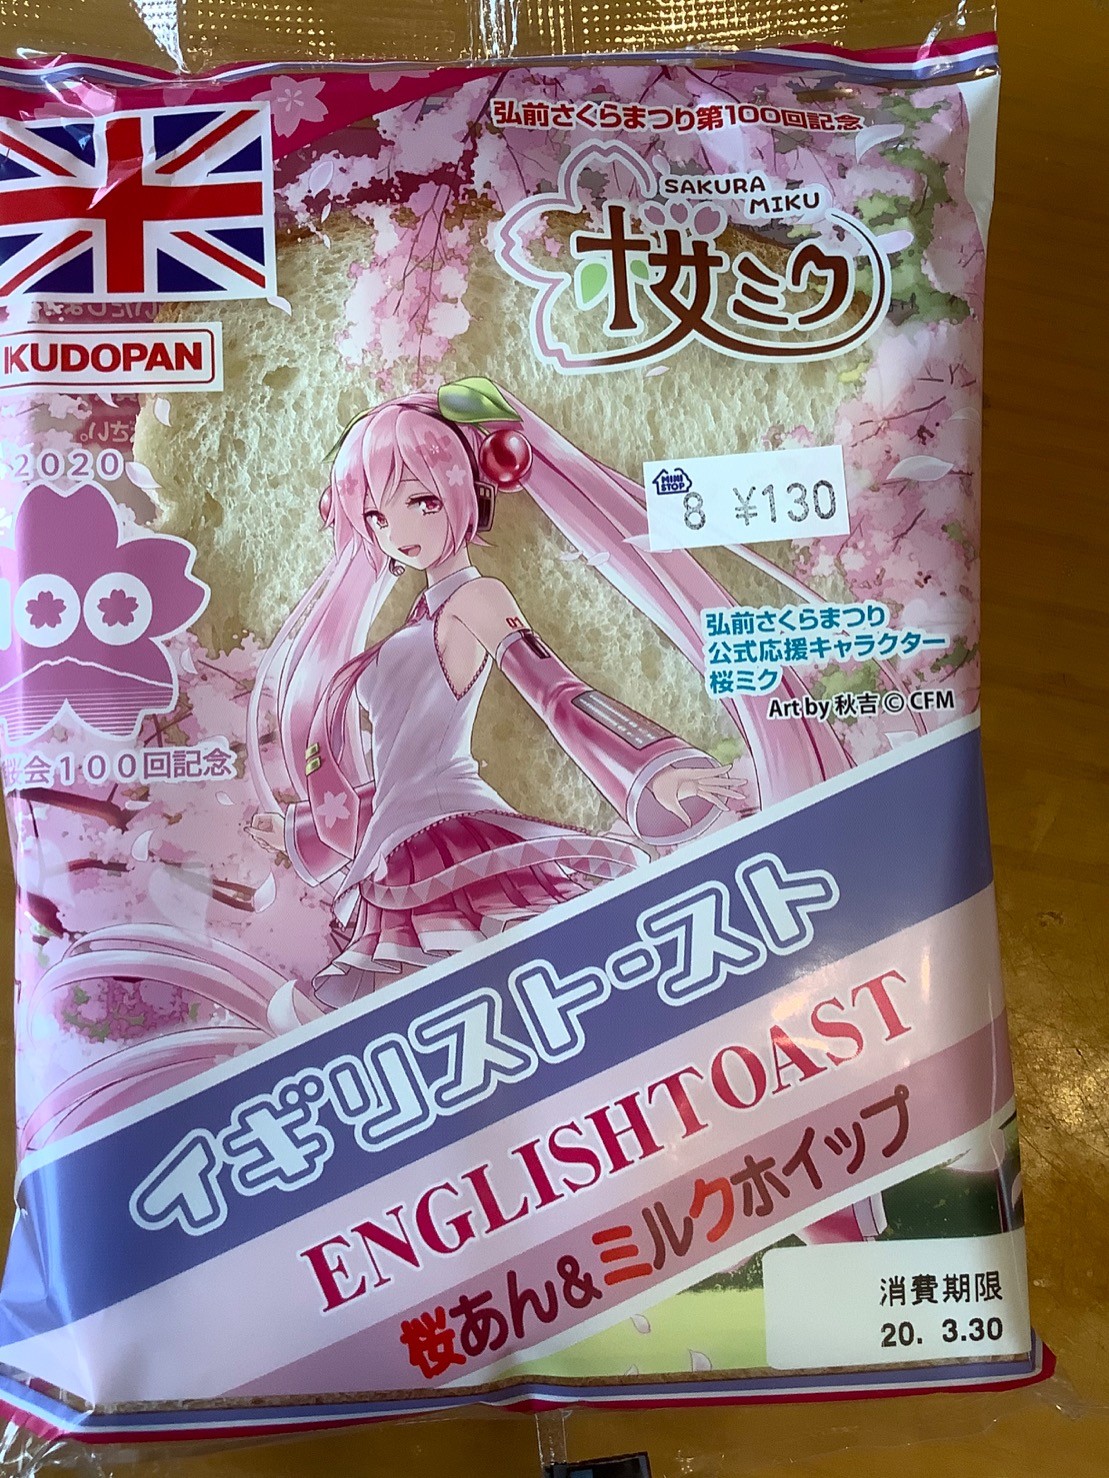 弘前さくらまつり第100回記念
SAKURA
MIKU
桜ミク
KUDOPAN
2020
100
桜会100回記念
MINI
STOP
8 ¥130
01
弘前さくらまつり
公式応援キャラクター
桜ミク
Art by 秋吉 © CFM
イギリストースト
ENGLISHTOAST
桜あん&ミルクホイップ
消費期限
20. 3.30